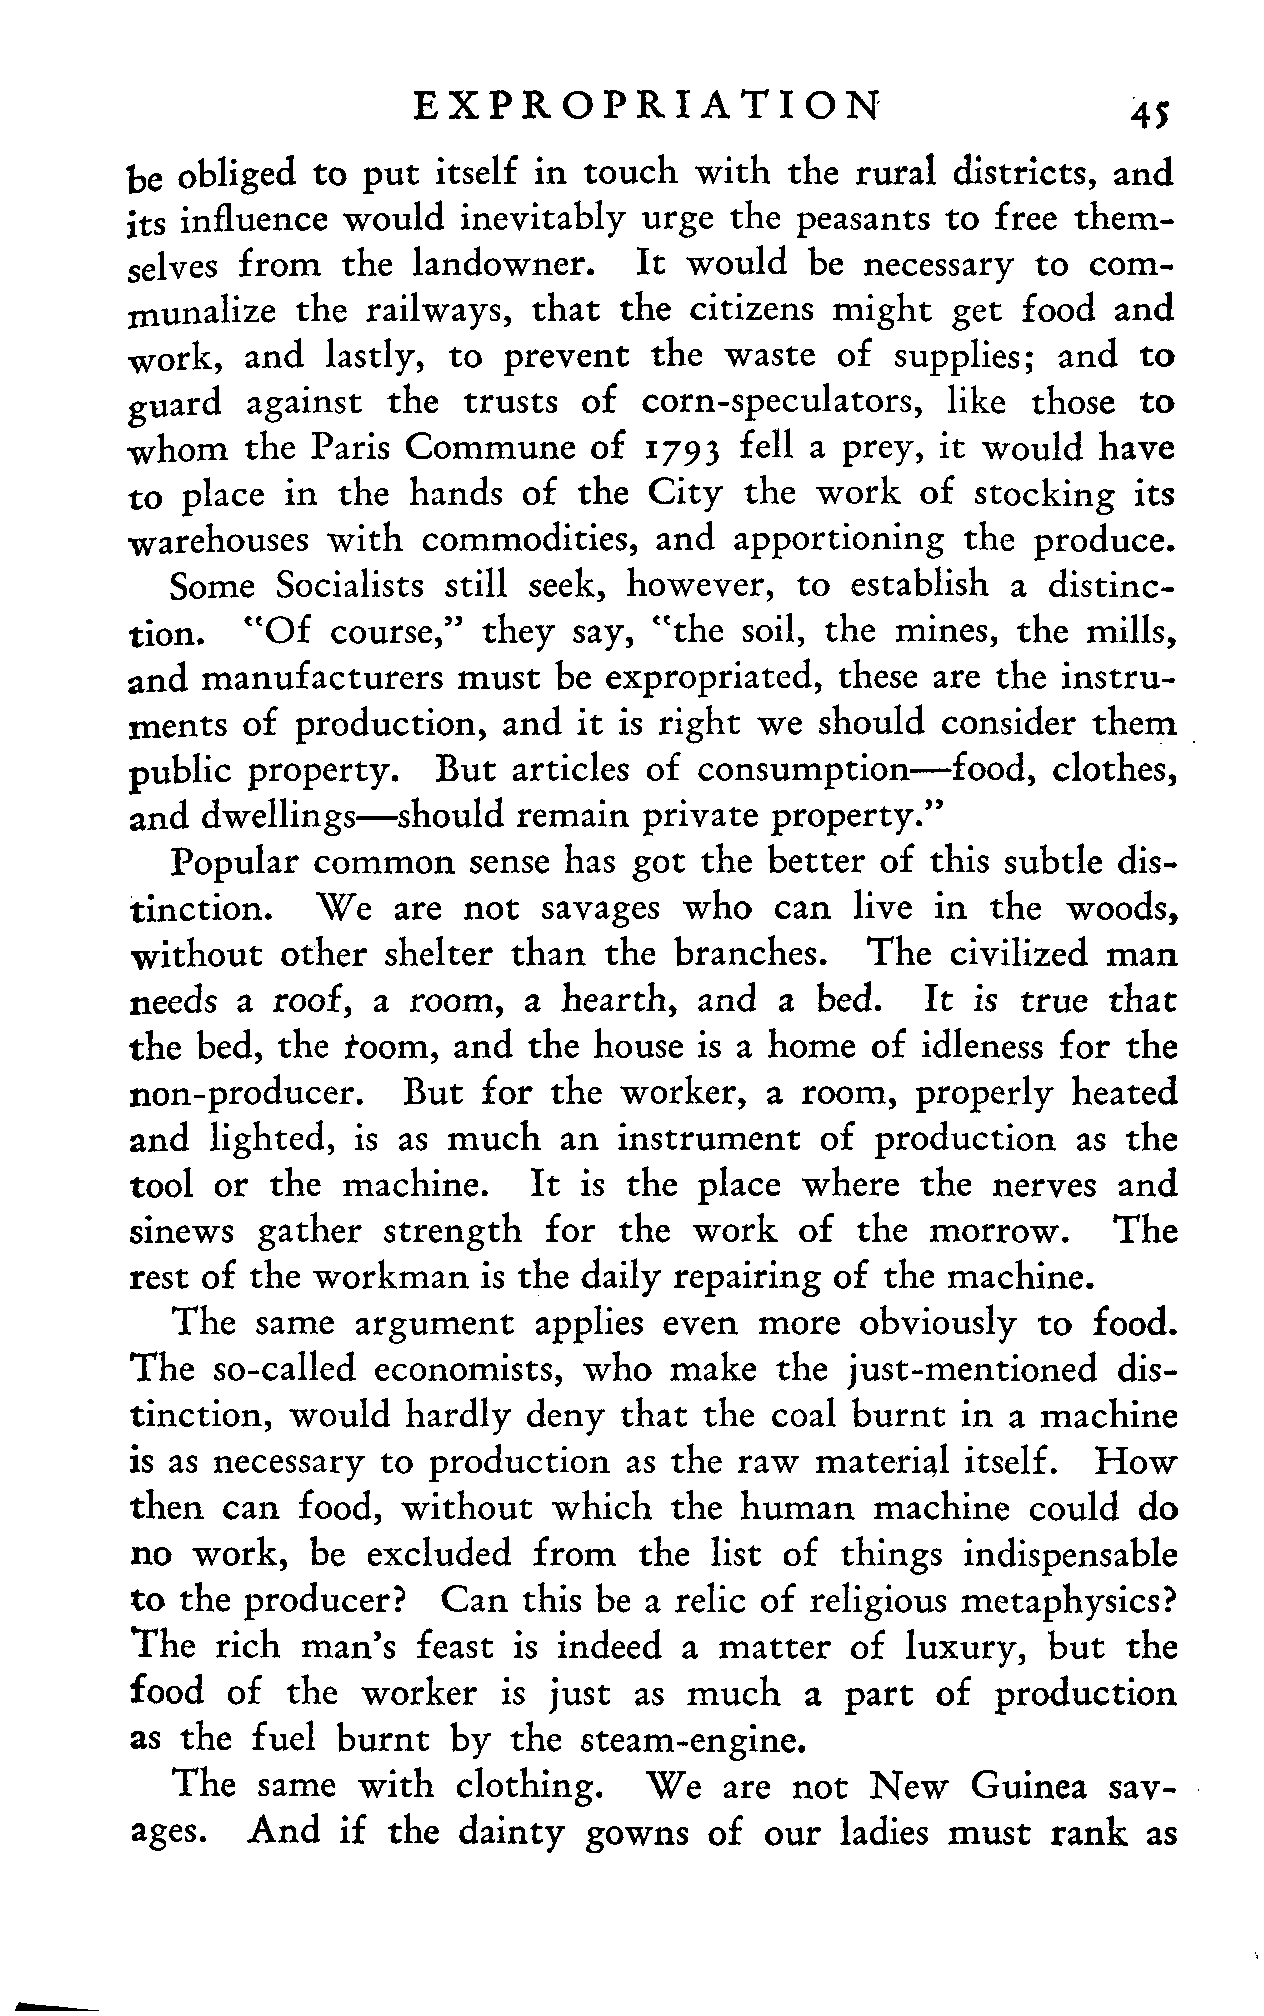 EXPROPRIATION 45
be obliged to put itself in touch with the rural districts, and
its influence would inevitably urge the peasants to free them-
selves from the landowner. It would be necessary to com-
munalize the railways, that the citizens might get food and
work, and lastly, to prevent the waste of supplies; and to
guard against the trusts of corn-speculators, like those to
whom the Paris Commune of 1793 fell a prey, it would have
to place in the hands of the City the work of stocking its
warehouses with commodities, and apportioning the produce.
Some Socialists still seek, however, to establish a distinc-
tion. "Of course," they say, "the soil, the mines, the mills,
and manufacturers must be expropriated, these are the instru-
ments of production, and it is right we should consider them
public property. But articles of consumption—food, clothes,
and dwellings—should remain private property."
Popular common sense has got the better of this subtle dis-
tinction. We are not savages who can live in the woods,
without other shelter than the branches. The civilized man
needs a roof, a room, a hearth, and a bed. It is true that
the bed, the room, and the house is a home of idleness for the
non-producer. But for the worker, a room, properly heated
and lighted, is as much an instrument of production as the
tool or the machine. It is the place where the nerves and
sinews gather strength for the work of the morrow. The
rest of the workman is the daily repairing of the machine.
The same argument applies even more obviously to food.
The so-called economists, who make the just-mentioned dis-
tinction, would hardly deny that the coal burnt in a machine
is as necessary to production as the raw material itself. How
then can food, without which the human machine could do
no work, be excluded from the list of things indispensable
to the producer? Can this be a relic of religious metaphysics?
The rich man's feast is indeed a matter of luxury, but the
food of the worker is just as much a part of production
as the fuel burnt by the steam-engine.
The same with clothing. We are not New Guinea sav-
ages. And if the dainty gowns of our ladies must rank as